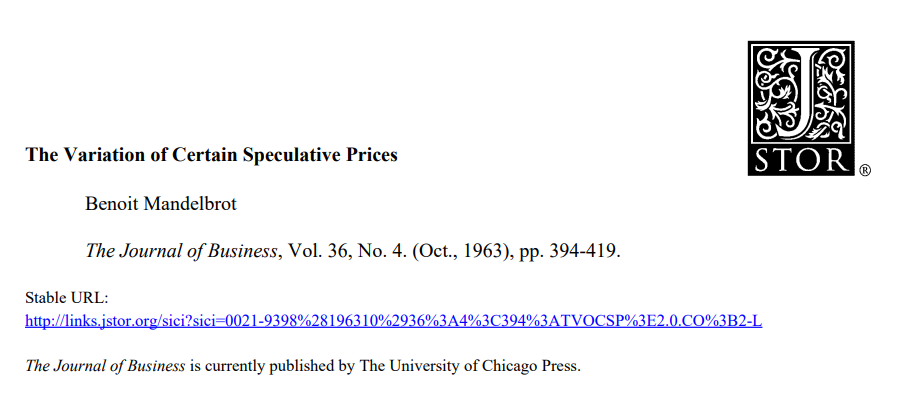 J
STOR®
The Variation of Certain Speculative Prices
Benoit Mandelbrot
The Journal of Business, Vol. 36, No. 4. (Oct., 1963), pp. 394-419.
Stable URL:
http://links.jstor.org/sici?sici=0021-9398%28196310%2936%3A4%3C394%3ATVOCSP%3E2.0.CO%3B2-L
The Journal of Business is currently published by The University of Chicago Press.